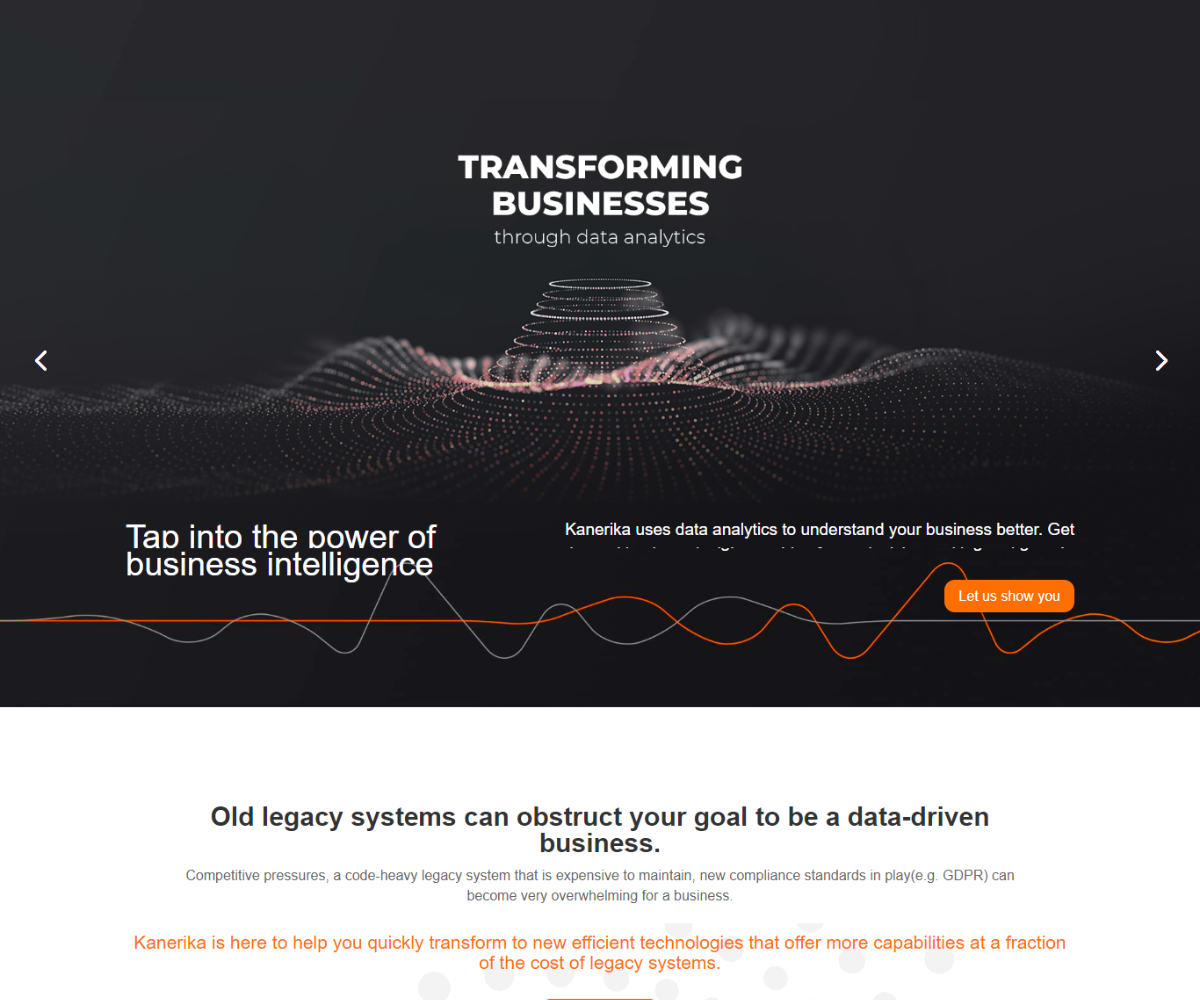 TRANSFORMING
BUSINESSES
through data analytics
Tap into the power of
business intelligence
Kanerika uses data analytics to understand your business better. Get
Let us show you
Old legacy systems can obstruct your goal to be a data-driven
business.
Competitive pressures, a code-heavy legacy system that is expensive to maintain, new compliance standards in play(e.g. GDPR) can
become very overwhelming for a business.
Kanerika is here to help you quickly transform to new efficient technologies that offer more capabilities at a fraction
of the cost of legacy systems.